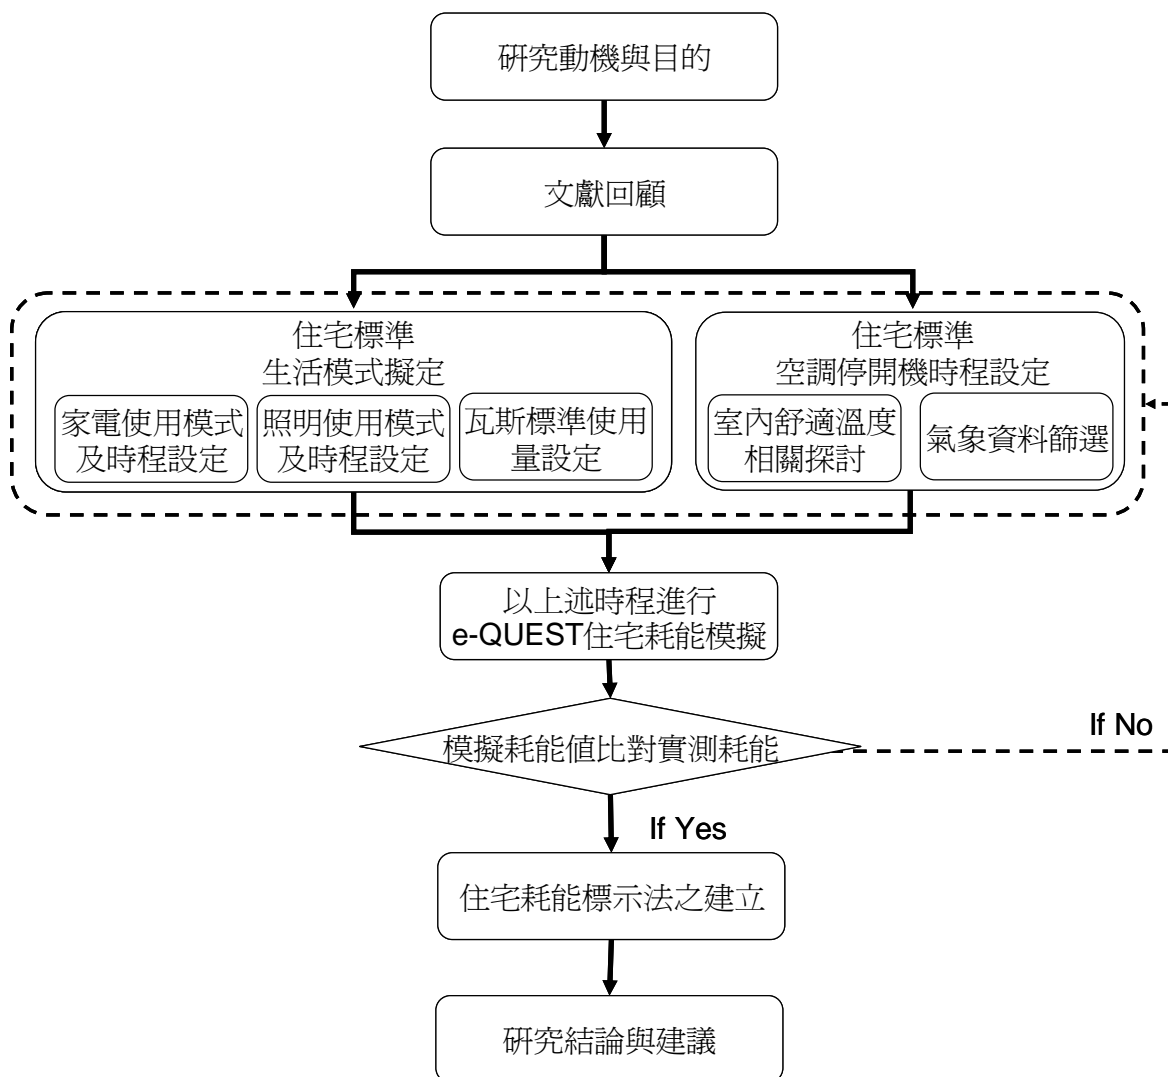 研究動機與目的
文獻回顧
住宅標準
生活模式擬定
家電使用模式
及時程設定
照明使用模式
及時程設定
瓦斯標準使用
量設定
住宅標準
空調停開機時程設定
室內舒適溫度
相關探討
氣象資料篩選
以上述時程進行
e-QUEST住宅耗能模擬
模擬耗能值比對實測耗能
If No
If Yes
住宅耗能標示法之建立
研究結論與建議